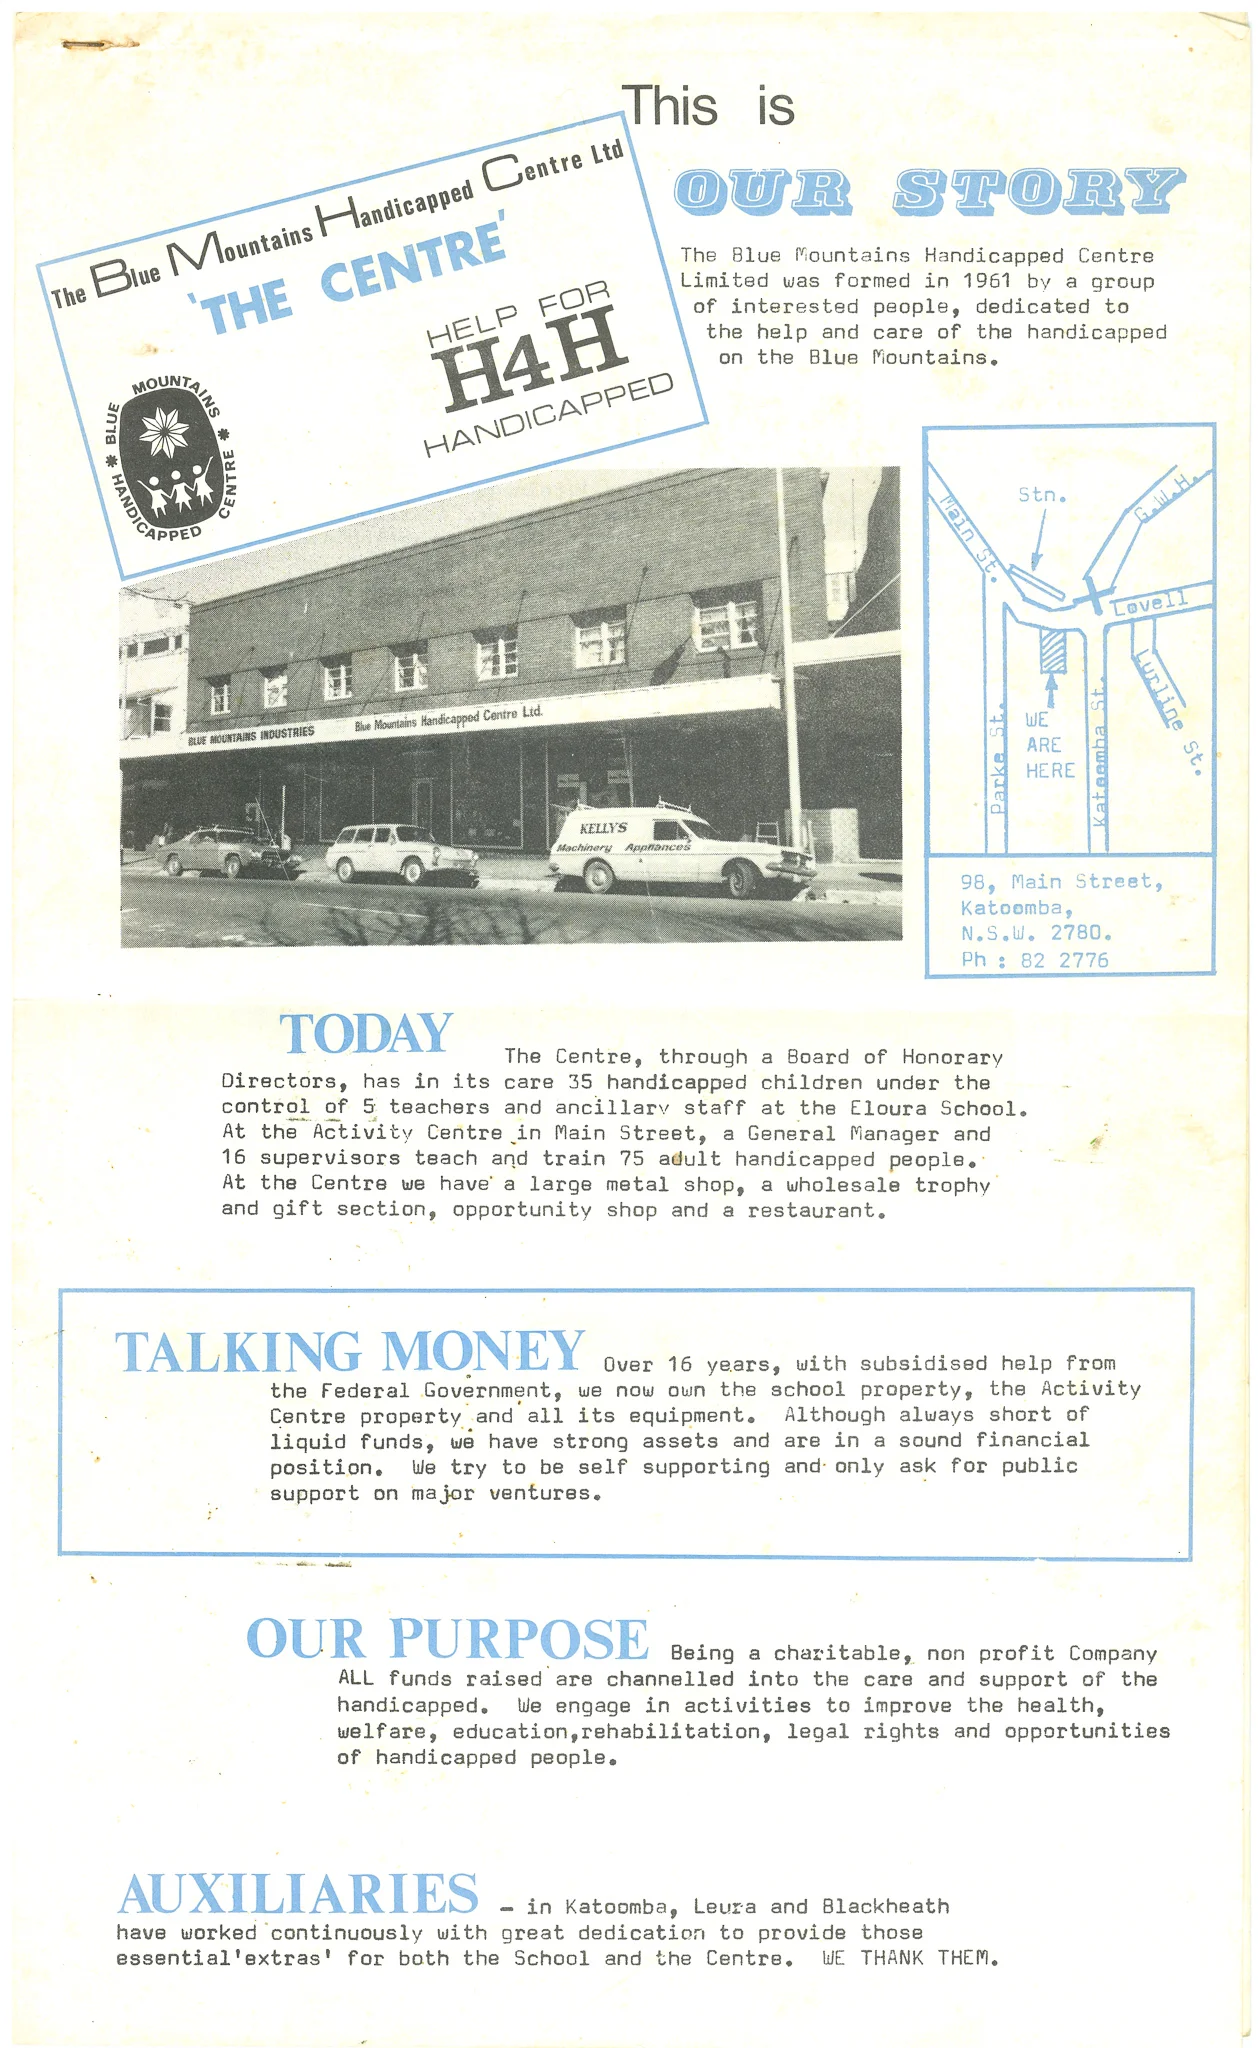 This is
OUR STORY
The Blue Mountains Handicapped Centre Ltd
'THE CENTRE'
HELP FOR
H4H
HANDICAPPED
BLUE MOUNTAINS
HANDICAPPED CENTRE
The Blue Mountains Handicapped Centre
Limited was formed in 1961 by a group
of interested people, dedicated to
the help and care of the handicapped
on the Blue Mountains.
BLUE MOUNTAINS INDUSTRIES
Blue Mountains Handicapped Centre Ltd.
KELLYS
Machinery Appliances
Stn.
Main St.
G.W.H.
Lovell
Lurline St.
Parke St.
Katoomba St.
WE
ARE
HERE
98, Main Street,
Katoomba,
N.S.W. 2780.
Ph : 82 2776
TODAY
The Centre, through a Board of Honorary
Directors, has in its care 35 handicapped children under the
control of 5 teachers and ancillary staff at the Eloura School.
At the Activity Centre in Main Street, a General Manager and
16 supervisors teach and train 75 adult handicapped people.
At the Centre we have a large metal shop, a wholesale trophy
and gift section, opportunity shop and a restaurant.
TALKING MONEY Over 16 years, with subsidised help from
the Federal Government, we now own the school property, the Activity
Centre property and all its equipment. Although always short of
liquid funds, we have strong assets and are in a sound financial
position. We try to be self supporting and only ask for public
support on major ventures.
OUR PURPOSE Being a charitable, non profit Company
ALL funds raised are channelled into the care and support of the
handicapped. We engage in activities to improve the health,
welfare, education,rehabilitation, legal rights and opportunities
of handicapped people.
AUXILIARIES - in Katoomba, Leura and Blackheath
have worked continuously with great dedication to provide those
essential'extras' for both the School and the Centre. WE THANK THEM.